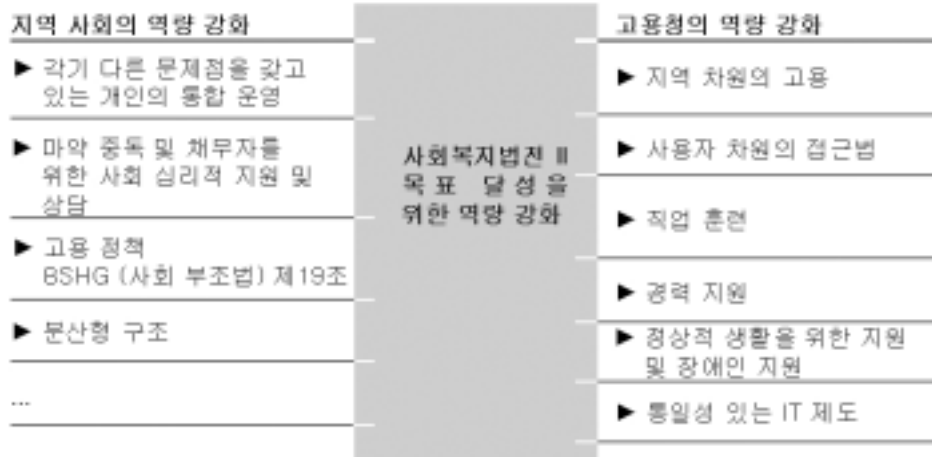 지역 사회의 역량 강화
▶ 각기 다른 문제점을 갖고
있는 개인의 통합 운영
▶ 마약 중독 및 채무자를
위한 사회 심리적 지원 및
상담
▶ 고용 정책
BSHG (사회 부조법) 제19조
▶ 분산형 구조
...
사회복지법전 II
목표 달성을
위한 역량 강화
고용청의 역량 강화
▶ 지역 차원의 고용
▶ 사용자 차원의 접근법
▶ 직업 훈련
▶ 경력 지원
▶ 정상적 생활을 위한 지원
및 장애인 지원
▶ 통일성 있는 IT 제도